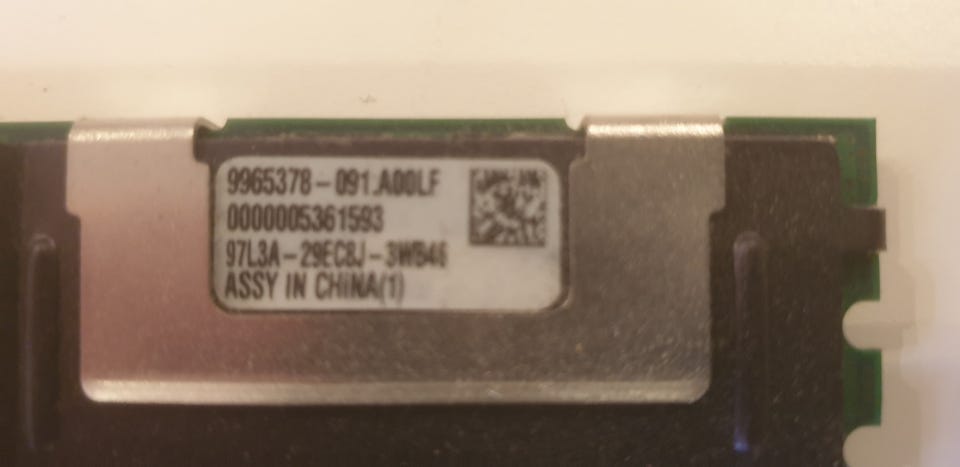 9965378-091.A00LF
0000005361593
97L3A-29EC8J-3WB46
ASSY IN CHINA(1)